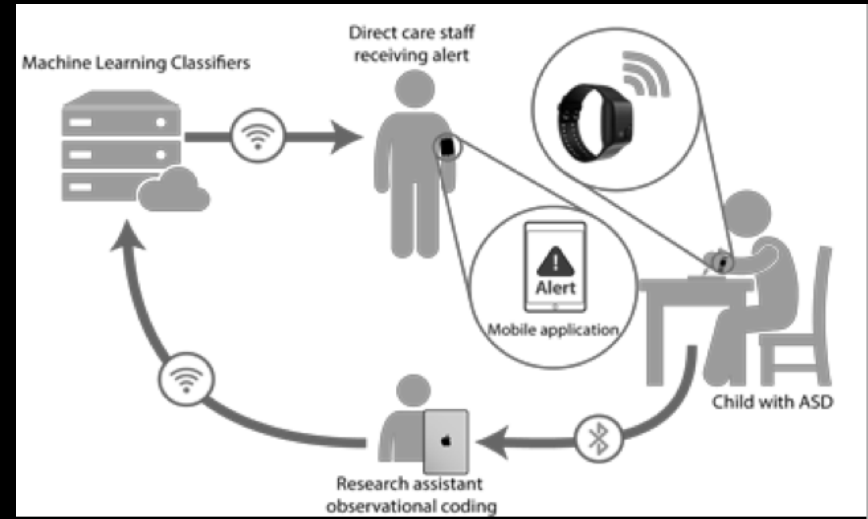 Direct care staff
receiving alert
Machine Learning Classifiers
Alert
Mobile application
Child with ASD
Research assistant
observational coding